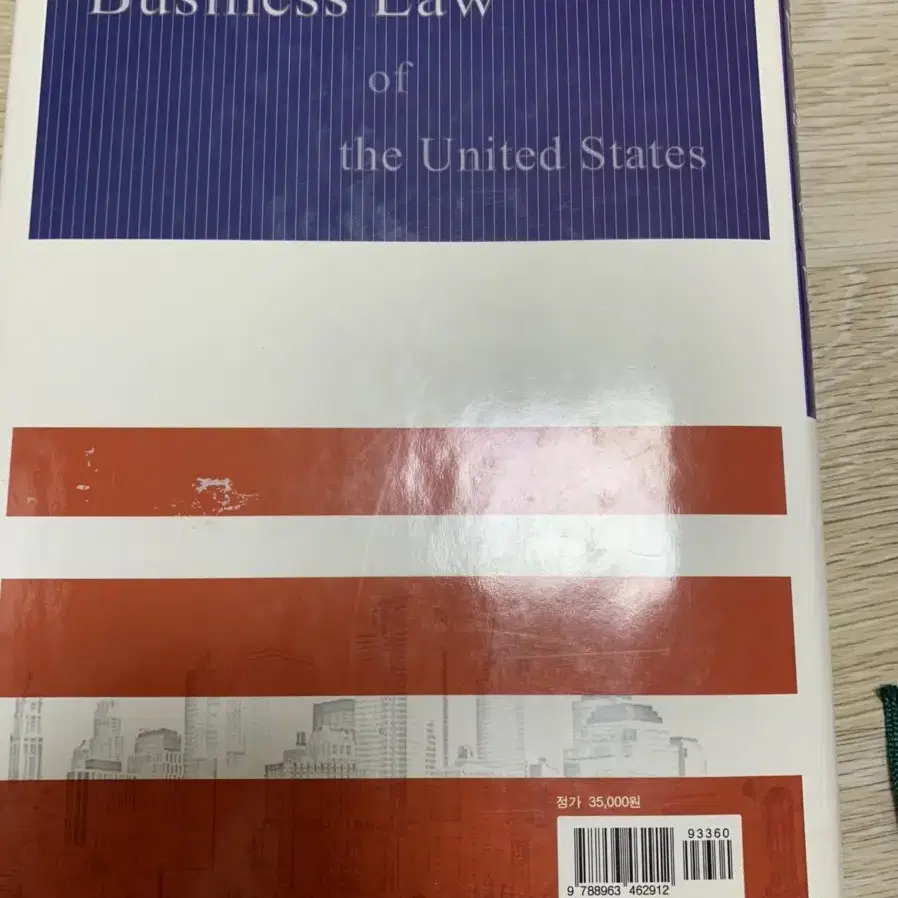 Business Law
of
the United States
정가 35,000원
93360
9 788963 462912